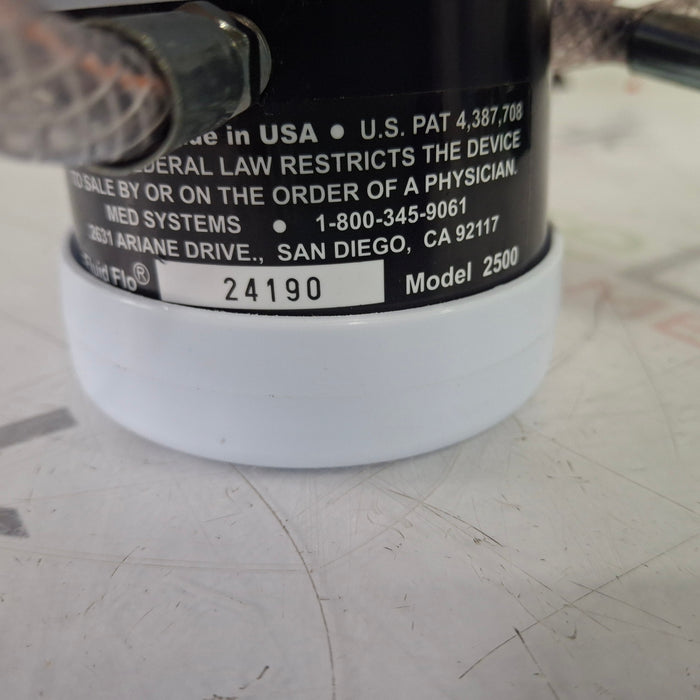 de in USA ● U.S. PAT 4,387,708
DERAL LAW RESTRICTS THE DEVICE
TO SALE BY OR ON THE ORDER OF A PHYSICIAN.
MED SYSTEMS ● 1-800-345-9061
2631 ARIANE DRIVE., SAN DIEGO, CA 92117
Fluid Flo® 24190 Model 2500